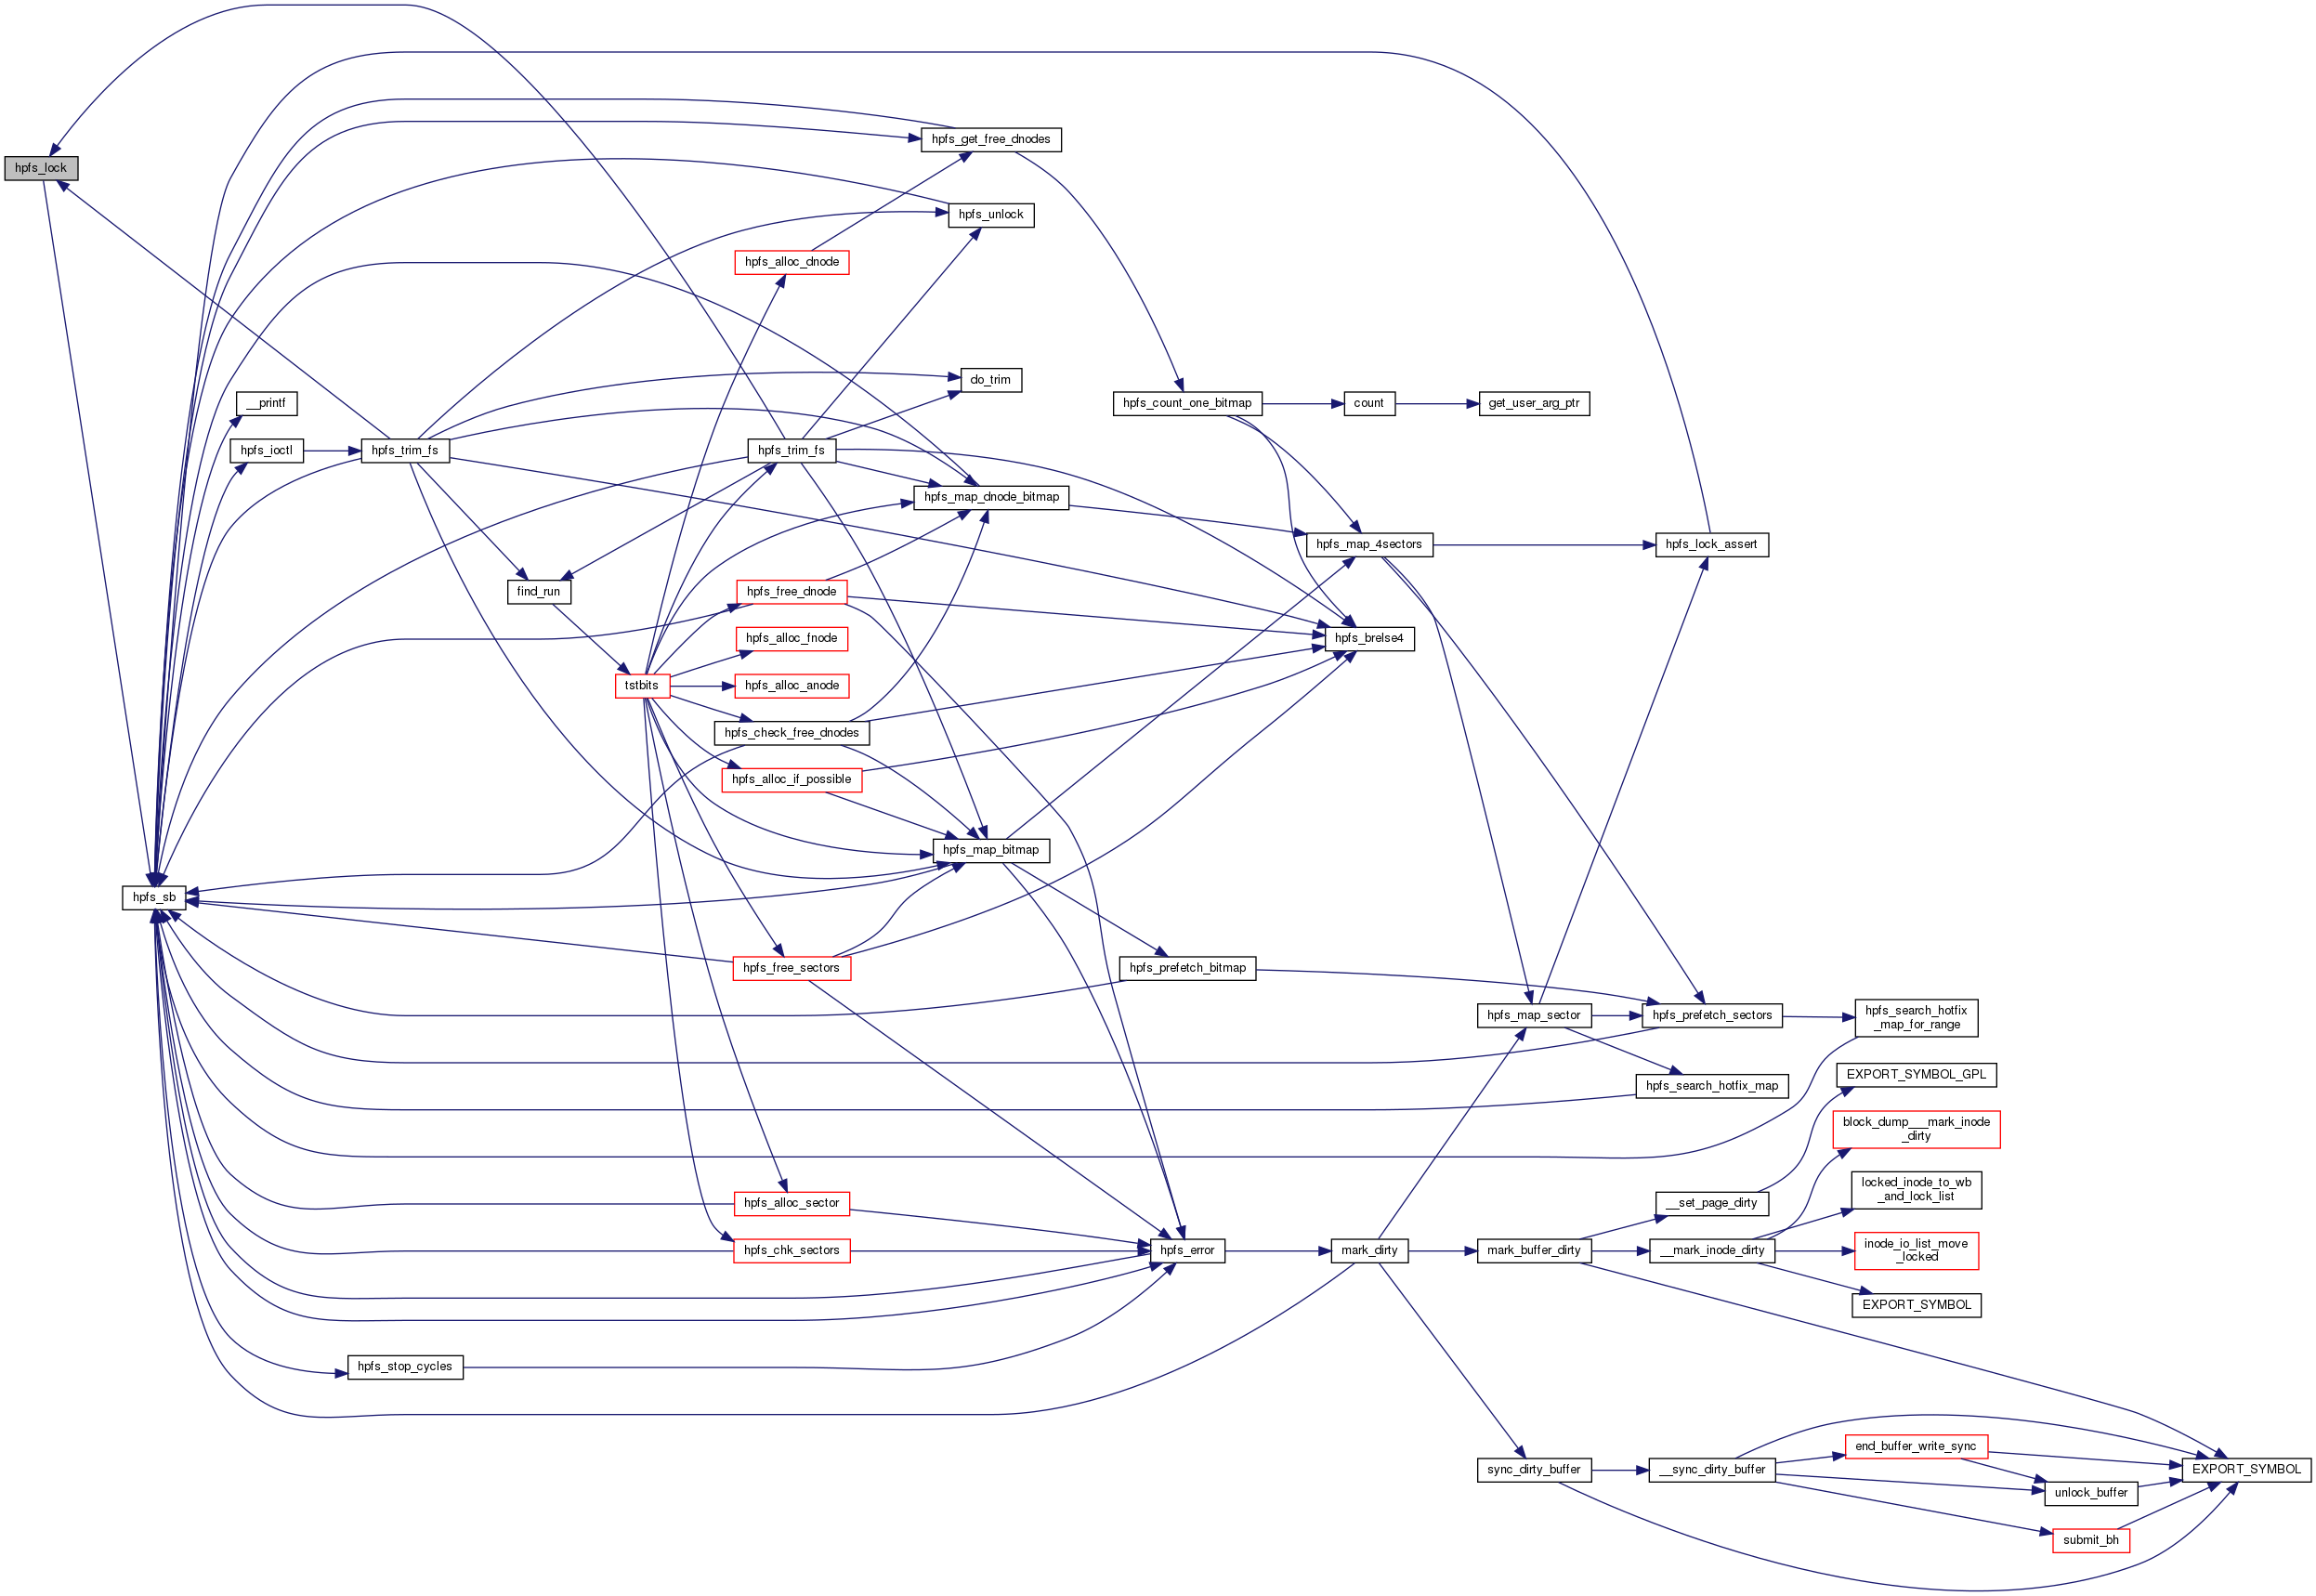 hpfs_get_free_dnodes
hpfs_lock
hpfs_unlock
hpfs_alloc_dnode
do_trim
__printf
hpfs_count_one_bitmap
count
get_user_arg_ptr
hpfs_ioctl
hpfs_trim_fs
hpfs_trim_fs
hpfs_map_dnode_bitmap
hpfs_map_4sectors
hpfs_lock_assert
find_run
hpfs_free_dnode
hpfs_alloc_fnode
hpfs_brelse4
tstbits
hpfs_alloc_anode
hpfs_check_free_dnodes
hpfs_alloc_if_possible
hpfs_map_bitmap
hpfs_sb
hpfs_free_sectors
hpfs_prefetch_bitmap
hpfs_map_sector
hpfs_prefetch_sectors
hpfs_search_hotfix
_map_for_range
EXPORT_SYMBOL_GPL
hpfs_search_hotfix_map
block_dump___mark_inode
_dirty
hpfs_alloc_sector
__set_page_dirty
locked_inode_to_wb
_and_lock_list
hpfs_chk_sectors
hpfs_error
mark_dirty
mark_buffer_dirty
__mark_inode_dirty
inode_io_list_move
_locked
EXPORT_SYMBOL
hpfs_stop_cycles
end_buffer_write_sync
sync_dirty_buffer
__sync_dirty_buffer
EXPORT_SYMBOL
unlock_buffer
submit_bh